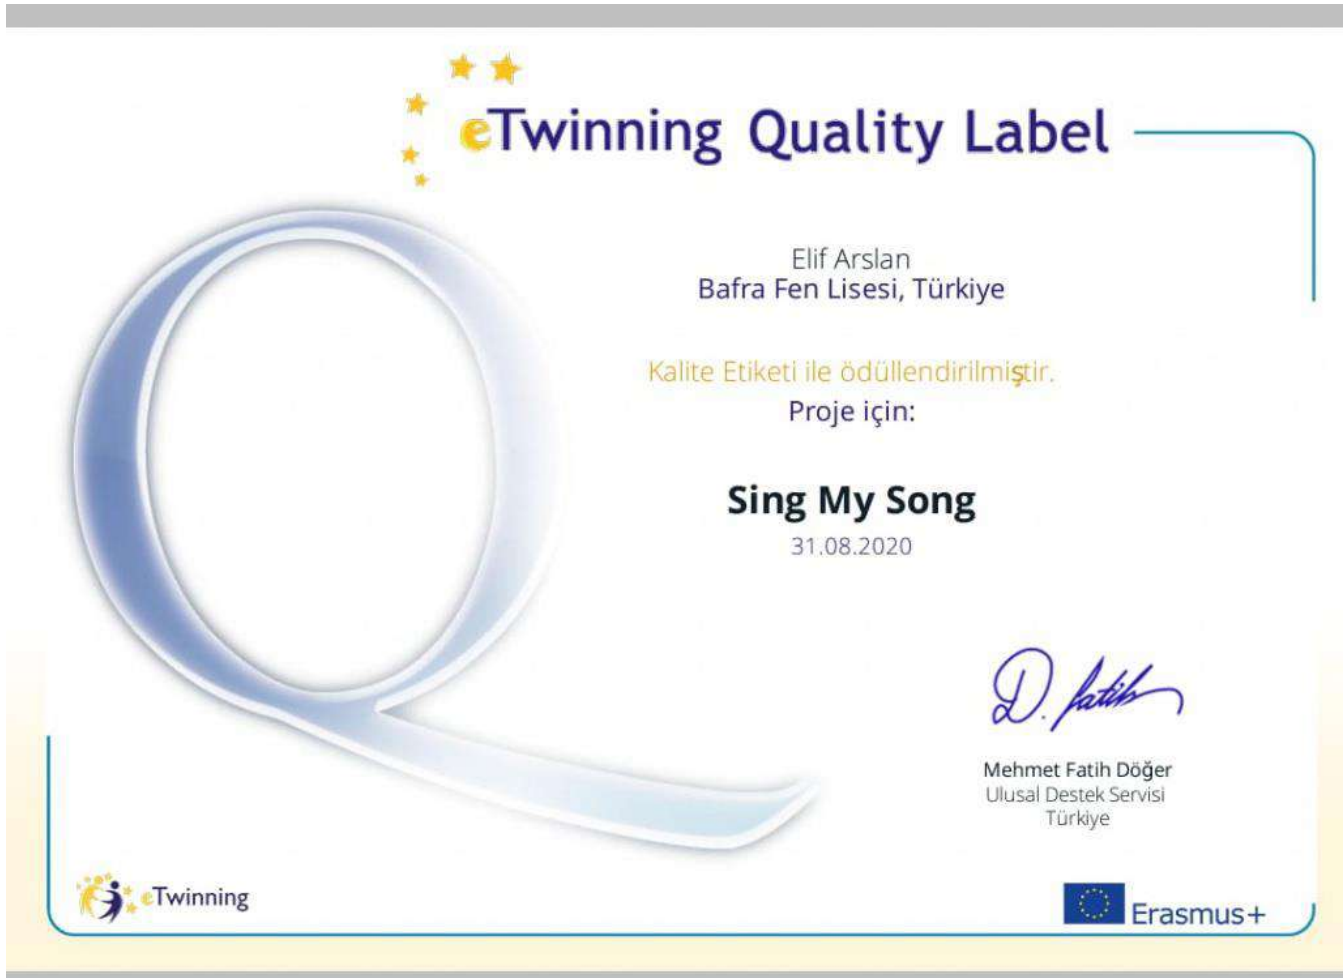 eTwinning Quality Label
Elif Arslan
Bafra Fen Lisesi, Türkiye
Kalite Etiketi ile ödüllendirilmiştir.
Proje için:
Sing My Song
31.08.2020
D. fatih
Mehmet Fatih Döğer
Ulusal Destek Servisi
Türkiye
eTwinning
Erasmus+